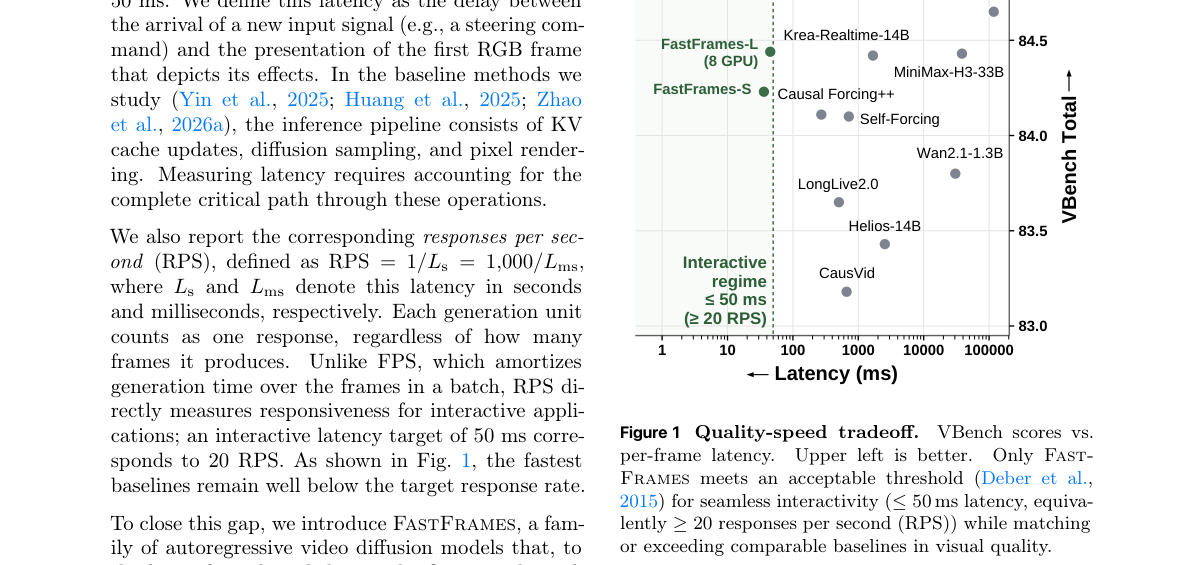 50 ms. We define this latency as the delay between
the arrival of a new input signal (e.g., a steering com-
mand) and the presentation of the first RGB frame
that depicts its effects. In the baseline methods we
study (Yin et al., 2025; Huang et al., 2025; Zhao
et al., 2026a), the inference pipeline consists of KV
cache updates, diffusion sampling, and pixel render-
ing. Measuring latency requires accounting for the
complete critical path through these operations.
We also report the corresponding responses per sec-
ond (RPS), defined as RPS = 1/Ls = 1,000/Lms,
where Ls and Lms denote this latency in seconds
and milliseconds, respectively. Each generation unit
counts as one response, regardless of how many
frames it produces. Unlike FPS, which amortizes
generation time over the frames in a batch, RPS di-
rectly measures responsiveness for interactive appli-
cations; an interactive latency target of 50 ms corre-
sponds to 20 RPS. As shown in Fig. 1, the fastest
baselines remain well below the target response rate.
To close this gap, we introduce FASTFRAMES, a fam-
ily of autoregressive video diffusion models that, to
Krea-Realtime-14B
84.5
FastFrames-L
(8 GPU)
MiniMax-H3-33B
FastFrames-S
Causal Forcing++
Self-Forcing
84.0
Wan2.1-1.3B
LongLive2.0
Helios-14B
83.5
CausVid
Interactive
regime
≤ 50 ms
(≥ 20 RPS)
83.0
VBench Total →
1 10 100 1000 10000 100000
← Latency (ms)
Figure 1 Quality-speed tradeoff. VBench scores vs.
per-frame latency. Upper left is better. Only FAST-
FRAMES meets an acceptable threshold (Deber et al.,
2015) for seamless interactivity (≤ 50 ms latency, equiva-
lently ≥ 20 responses per second (RPS)) while matching
or exceeding comparable baselines in visual quality.